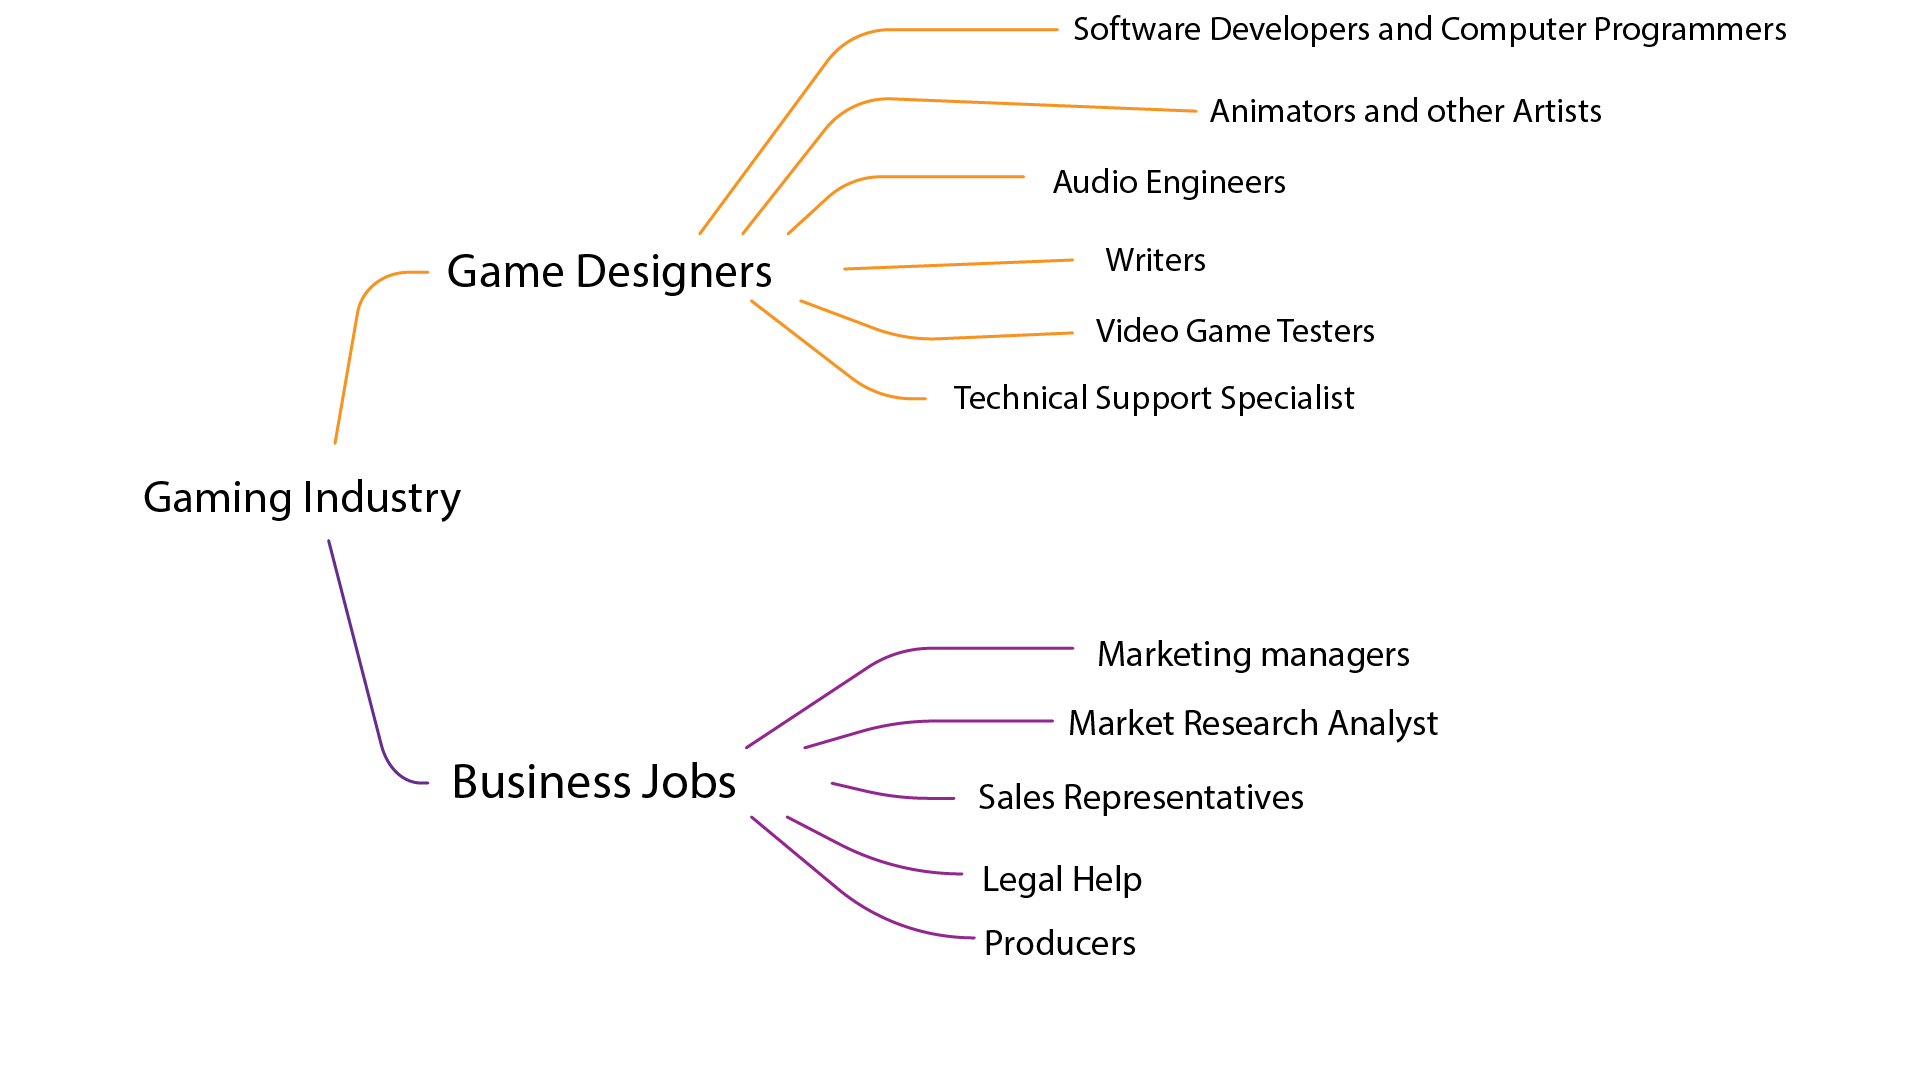 Software Developers and Computer Programmers
Animators and other Artists
Audio Engineers
Writers
Game Designers
Video Game Testers
Technical Support Specialist
Gaming Industry
Marketing managers
Market Research Analyst
Business Jobs
Sales Representatives
Legal Help
Producers